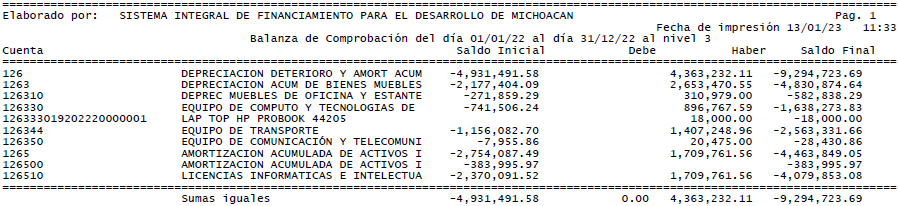 Elaborado por: SISTEMA INTEGRAL DE FINANCIAMIENTO PARA EL DESARROLLO DE MICHOACAN Pag. 1
Fecha de impresión 13/01/23 11:33
Balanza de Comprobación del día 01/01/22 al día 31/12/22 al nivel 3
Cuenta Saldo Inicial Debe Haber Saldo Final
126 DEPRECIACION DETERIORO Y AMORT ACUM -4,931,491.58 4,363,232.11 -9,294,723.69
1263 DEPRECIACION ACUM DE BIENES MUEBLES -2,177,404.09 2,653,470.55 -4,830,874.64
126310 DEPREC MUEBLES DE OFICINA Y ESTANTE -271,859.29 310,979.00 -582,838.29
126330 EQUIPO DE COMPUTO Y TECNOLOGIAS DE -741,506.24 896,767.59 -1,638,273.83
126333019202220000001 LAP TOP HP PROBOOK 44205 18,000.00 -18,000.00
126344 EQUIPO DE TRANSPORTE -1,156,082.70 1,407,248.96 -2,563,331.66
126350 EQUIPO DE COMUNICACIÓN Y TELECOMUNI -7,955.86 20,475.00 -28,430.86
1265 AMORTIZACION ACUMULADA DE ACTIVOS I -2,754,087.49 1,709,761.56 -4,463,849.05
126500 AMORTIZACION ACUMULADA DE ACTIVOS I -383,995.97 -383,995.97
126510 LICENCIAS INFORMATICAS E INTELECTUA -2,370,091.52 1,709,761.56 -4,079,853.08
Sumas iguales -4,931,491.58 0.00 4,363,232.11 -9,294,723.69